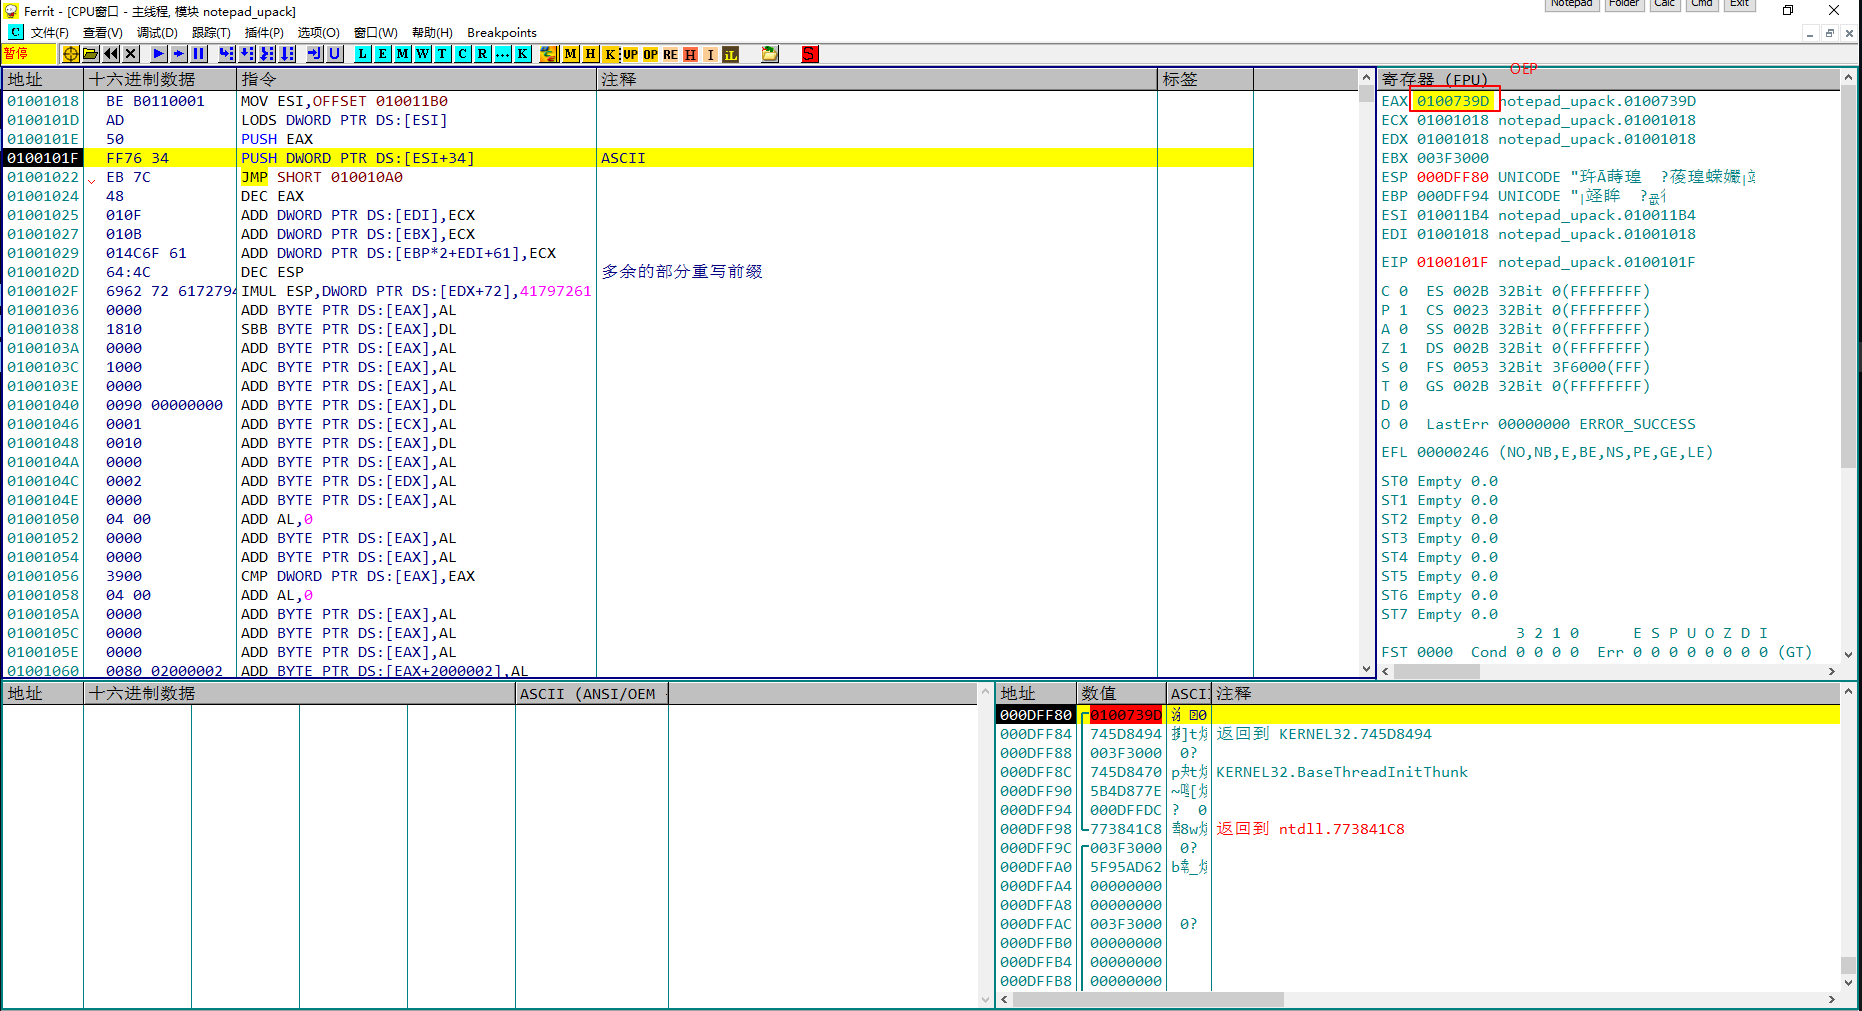 Ferrit - [CPU窗口 - 主线程, 模块 notepad_upack]
Notepad Folder Calc Cmd Exit
C 文件(F) 查看(V) 调试(D) 跟踪(T) 插件(P) 选项(O) 窗口(W) 帮助(H) Breakpoints
暂停 U L E M W T C R ... K M H K UP OP RE H I iL S
OEP
地址 十六进制数据 指令 注释 标签
01001018 BE B0110001 MOV ESI,OFFSET 010011B0
0100101D AD LODS DWORD PTR DS:[ESI]
0100101E 50 PUSH EAX
0100101F FF76 34 PUSH DWORD PTR DS:[ESI+34] ASCII
01001022 EB 7C JMP SHORT 010010A0
01001024 48 DEC EAX
01001025 010F ADD DWORD PTR DS:[EDI],ECX
01001027 010B ADD DWORD PTR DS:[EBX],ECX
01001029 014C6F 61 ADD DWORD PTR DS:[EBP*2+EDI+61],ECX
0100102D 64:4C DEC ESP 多余的部分重写前缀
0100102F 6962 72 6172794 IMUL ESP,DWORD PTR DS:[EDX+72],41797261
01001036 0000 ADD BYTE PTR DS:[EAX],AL
01001038 1810 SBB BYTE PTR DS:[EAX],DL
0100103A 0000 ADD BYTE PTR DS:[EAX],AL
0100103C 1000 ADC BYTE PTR DS:[EAX],AL
0100103E 0000 ADD BYTE PTR DS:[EAX],AL
01001040 0090 00000000 ADD BYTE PTR DS:[EAX],DL
01001046 0001 ADD BYTE PTR DS:[ECX],AL
01001048 0010 ADD BYTE PTR DS:[EAX],DL
0100104A 0000 ADD BYTE PTR DS:[EAX],AL
0100104C 0002 ADD BYTE PTR DS:[EDX],AL
0100104E 0000 ADD BYTE PTR DS:[EAX],AL
01001050 04 00 ADD AL,0
01001052 0000 ADD BYTE PTR DS:[EAX],AL
01001054 0000 ADD BYTE PTR DS:[EAX],AL
01001056 3900 CMP DWORD PTR DS:[EAX],EAX
01001058 04 00 ADD AL,0
0100105A 0000 ADD BYTE PTR DS:[EAX],AL
0100105C 0000 ADD BYTE PTR DS:[EAX],AL
0100105E 0000 ADD BYTE PTR DS:[EAX],AL
01001060 0080 02000002 ADD BYTE PTR DS:[EAX+2000002],AL
寄存器 (FPU)
EAX 0100739D notepad_upack.0100739D
ECX 01001018 notepad_upack.01001018
EDX 01001018 notepad_upack.01001018
EBX 003F3000
ESP 000DFF80 UNICODE
EBP 000DFF94 UNICODE
ESI 010011B4 notepad_upack.010011B4
EDI 01001018 notepad_upack.01001018
EIP 0100101F notepad_upack.0100101F
C 0 ES 002B 32Bit 0(FFFFFFFF)
P 1 CS 0023 32Bit 0(FFFFFFFF)
A 0 SS 002B 32Bit 0(FFFFFFFF)
Z 1 DS 002B 32Bit 0(FFFFFFFF)
S 0 FS 0053 32Bit 3F6000(FFF)
T 0 GS 002B 32Bit 0(FFFFFFFF)
D 0
O 0 LastErr 00000000 ERROR_SUCCESS
EFL 00000246 (NO,NB,E,BE,NS,PE,GE,LE)
ST0 Empty 0.0
ST1 Empty 0.0
ST2 Empty 0.0
ST3 Empty 0.0
ST4 Empty 0.0
ST5 Empty 0.0
ST6 Empty 0.0
ST7 Empty 0.0
3 2 1 0 E S P U O Z D I
FST 0000 Cond 0 0 0 0 Err 0 0 0 0 0 0 0 0 (GT)
地址 十六进制数据 ASCII (ANSI/OEM
地址 数值 ASCII 注释
000DFF80 0100739D
000DFF84 745D8494 返回到 KERNEL32.745D8494
000DFF88 003F3000 0?
000DFF8C 745D8470 KERNEL32.BaseThreadInitThunk
000DFF90 5B4D877E
000DFF94 000DFFDC ? 0
000DFF98 773841C8 返回到 ntdll.773841C8
000DFF9C 003F3000 0?
000DFFA0 5F95AD62
000DFFA4 00000000
000DFFA8 00000000
000DFFAC 003F3000 0?
000DFFB0 00000000
000DFFB4 00000000
000DFFB8 00000000